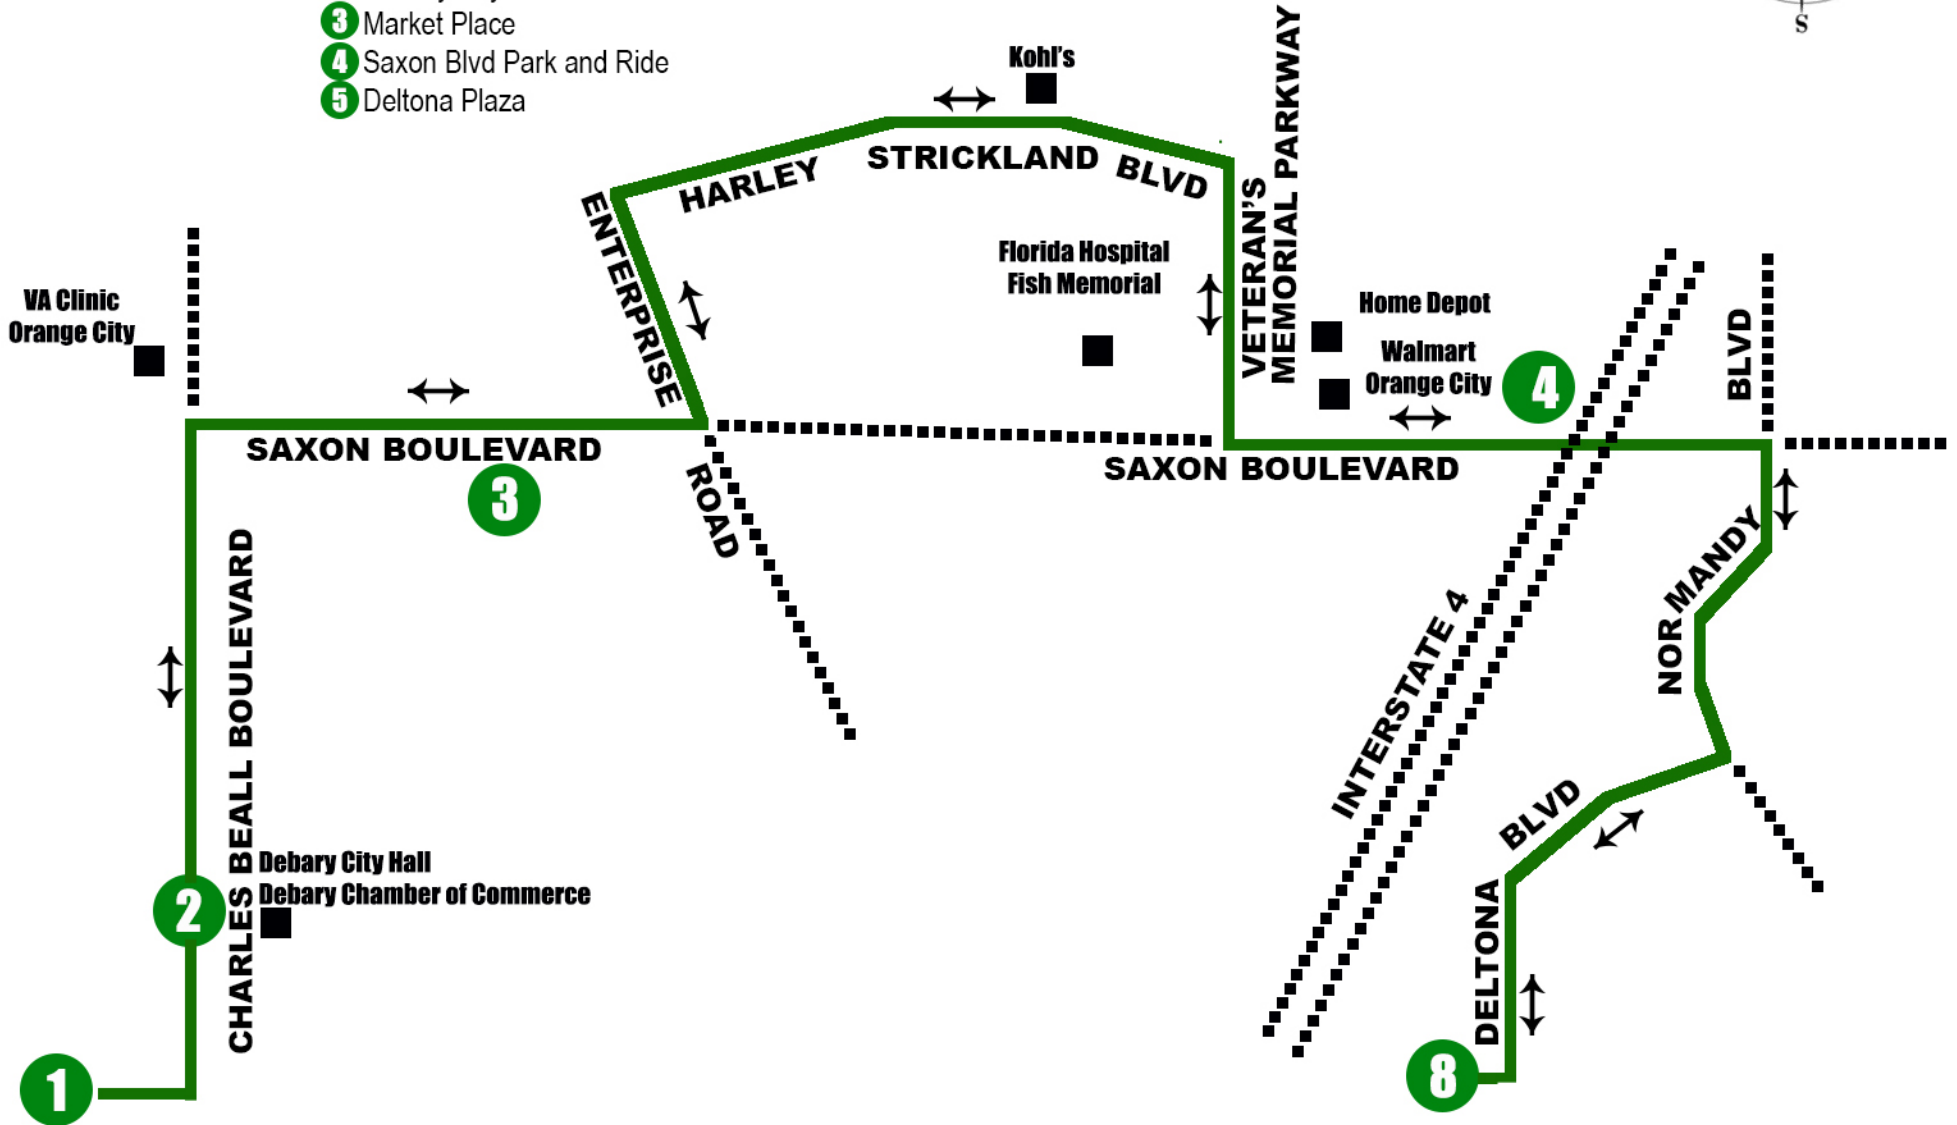 3 Market Place
4 Saxon Blvd Park and Ride
5 Deltona Plaza
S
Kohl's
HARLEY STRICKLAND BLVD
VETERAN'S
MEMORIAL PARKWAY
ENTERPRISE
ROAD
Florida Hospital
Fish Memorial
VA Clinic
Orange City
Home Depot
Walmart
Orange City
4
BLVD
NORMANDY
SAXON BOULEVARD
3
SAXON BOULEVARD
INTERSTATE 4
CHARLES BEALL BOULEVARD
Debary City Hall
Debary Chamber of Commerce
2
BLVD
DELTONA
1
8